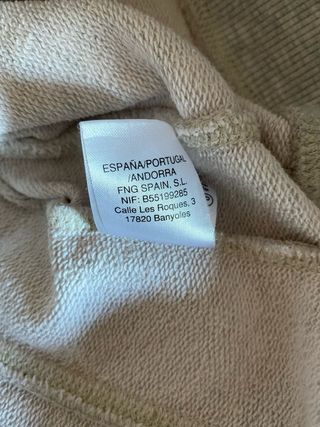 ESPAÑA/PORTUGAL
/ANDORRA
FNG SPAIN, S.L.
NIF: B55199285
Calle Les Roques, 3
17820 Banyoles